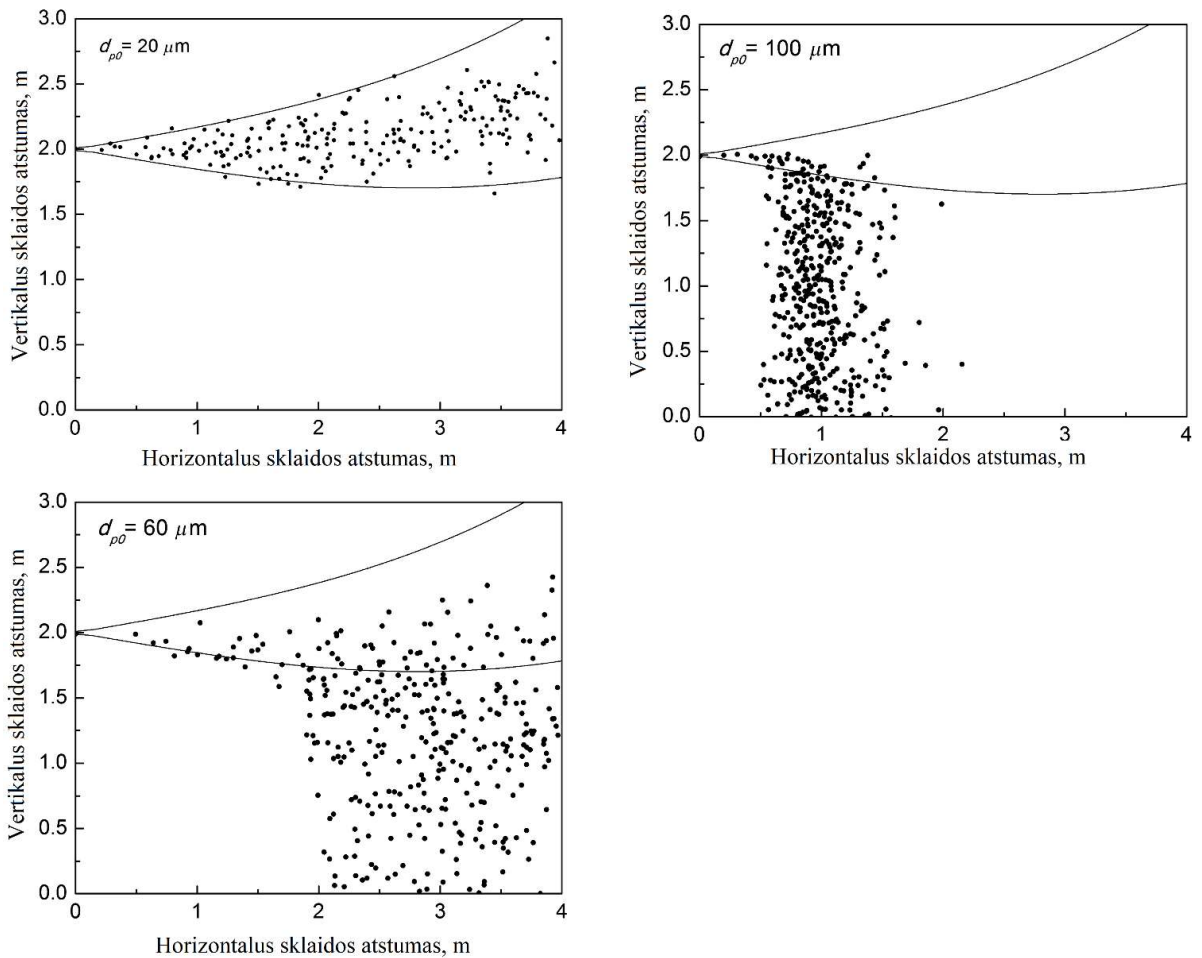 3.0
d_p0= 20 μm
2.5
2.0
1.5
1.0
0.5
0.0
0 1 2 3 4
Vertikalus sklaidos atstumas, m
Horizontalus sklaidos atstumas, m
3.0
d_p0= 100 μm
2.5
2.0
1.5
1.0
0.5
0.0
0 1 2 3 4
Vertikalus sklaidos atstumas, m
Horizontalus sklaidos atstumas, m
3.0
d_p0= 60 μm
2.5
2.0
1.5
1.0
0.5
0.0
0 1 2 3 4
Vertikalus sklaidos atstumas, m
Horizontalus sklaidos atstumas, m